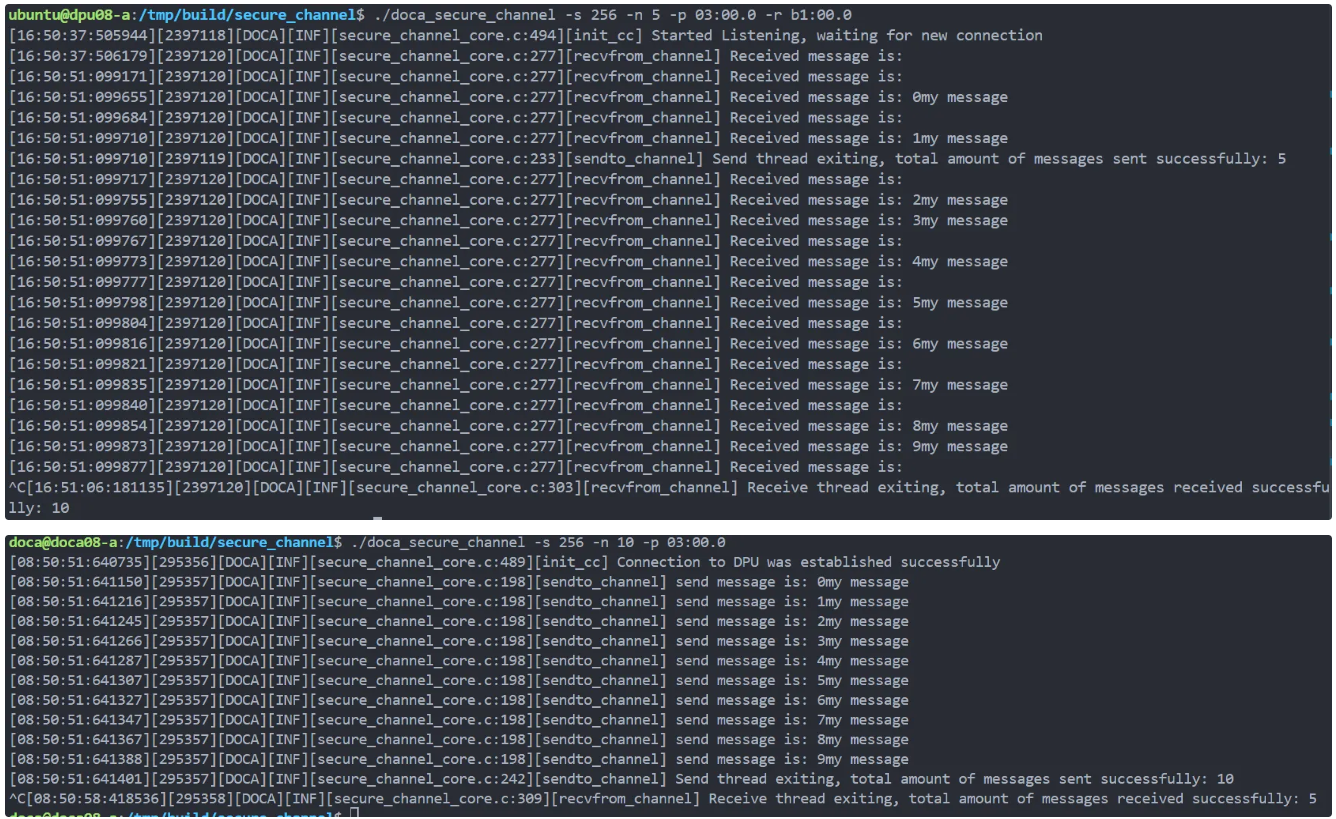 ubuntu@dpu08-a:/tmp/build/secure_channel$ ./doca_secure_channel -s 256 -n 5 -p 03:00.0 -r b1:00.0
[16:50:37:505944][2397118][DOCA][INF][secure_channel_core.c:494][init_cc] Started Listening, waiting for new connection
[16:50:37:506179][2397120][DOCA][INF][secure_channel_core.c:277][recvfrom_channel] Received message is:
[16:50:51:099171][2397120][DOCA][INF][secure_channel_core.c:277][recvfrom_channel] Received message is:
[16:50:51:099655][2397120][DOCA][INF][secure_channel_core.c:277][recvfrom_channel] Received message is: 0my message
[16:50:51:099684][2397120][DOCA][INF][secure_channel_core.c:277][recvfrom_channel] Received message is:
[16:50:51:099710][2397120][DOCA][INF][secure_channel_core.c:277][recvfrom_channel] Received message is: 1my message
[16:50:51:099710][2397119][DOCA][INF][secure_channel_core.c:233][sendto_channel] Send thread exiting, total amount of messages sent successfully: 5
[16:50:51:099717][2397120][DOCA][INF][secure_channel_core.c:277][recvfrom_channel] Received message is:
[16:50:51:099755][2397120][DOCA][INF][secure_channel_core.c:277][recvfrom_channel] Received message is: 2my message
[16:50:51:099760][2397120][DOCA][INF][secure_channel_core.c:277][recvfrom_channel] Received message is: 3my message
[16:50:51:099767][2397120][DOCA][INF][secure_channel_core.c:277][recvfrom_channel] Received message is:
[16:50:51:099773][2397120][DOCA][INF][secure_channel_core.c:277][recvfrom_channel] Received message is: 4my message
[16:50:51:099777][2397120][DOCA][INF][secure_channel_core.c:277][recvfrom_channel] Received message is:
[16:50:51:099798][2397120][DOCA][INF][secure_channel_core.c:277][recvfrom_channel] Received message is: 5my message
[16:50:51:099804][2397120][DOCA][INF][secure_channel_core.c:277][recvfrom_channel] Received message is:
[16:50:51:099816][2397120][DOCA][INF][secure_channel_core.c:277][recvfrom_channel] Received message is: 6my message
[16:50:51:099821][2397120][DOCA][INF][secure_channel_core.c:277][recvfrom_channel] Received message is:
[16:50:51:099835][2397120][DOCA][INF][secure_channel_core.c:277][recvfrom_channel] Received message is: 7my message
[16:50:51:099840][2397120][DOCA][INF][secure_channel_core.c:277][recvfrom_channel] Received message is:
[16:50:51:099854][2397120][DOCA][INF][secure_channel_core.c:277][recvfrom_channel] Received message is: 8my message
[16:50:51:099873][2397120][DOCA][INF][secure_channel_core.c:277][recvfrom_channel] Received message is: 9my message
[16:50:51:099877][2397120][DOCA][INF][secure_channel_core.c:277][recvfrom_channel] Received message is:
^C[16:51:06:181135][2397120][DOCA][INF][secure_channel_core.c:303][recvfrom_channel] Receive thread exiting, total amount of messages received successfu
lly: 10
doca@doca08-a:/tmp/build/secure_channel$ ./doca_secure_channel -s 256 -n 10 -p 03:00.0
[08:50:51:640735][295356][DOCA][INF][secure_channel_core.c:489][init_cc] Connection to DPU was established successfully
[08:50:51:641150][295357][DOCA][INF][secure_channel_core.c:198][sendto_channel] send message is: 0my message
[08:50:51:641216][295357][DOCA][INF][secure_channel_core.c:198][sendto_channel] send message is: 1my message
[08:50:51:641245][295357][DOCA][INF][secure_channel_core.c:198][sendto_channel] send message is: 2my message
[08:50:51:641266][295357][DOCA][INF][secure_channel_core.c:198][sendto_channel] send message is: 3my message
[08:50:51:641287][295357][DOCA][INF][secure_channel_core.c:198][sendto_channel] send message is: 4my message
[08:50:51:641307][295357][DOCA][INF][secure_channel_core.c:198][sendto_channel] send message is: 5my message
[08:50:51:641327][295357][DOCA][INF][secure_channel_core.c:198][sendto_channel] send message is: 6my message
[08:50:51:641347][295357][DOCA][INF][secure_channel_core.c:198][sendto_channel] send message is: 7my message
[08:50:51:641367][295357][DOCA][INF][secure_channel_core.c:198][sendto_channel] send message is: 8my message
[08:50:51:641388][295357][DOCA][INF][secure_channel_core.c:198][sendto_channel] send message is: 9my message
[08:50:51:641401][295357][DOCA][INF][secure_channel_core.c:242][sendto_channel] Send thread exiting, total amount of messages sent successfully: 10
^C[08:50:58:418536][295358][DOCA][INF][secure_channel_core.c:309][recvfrom_channel] Receive thread exiting, total amount of messages received successfully: 5